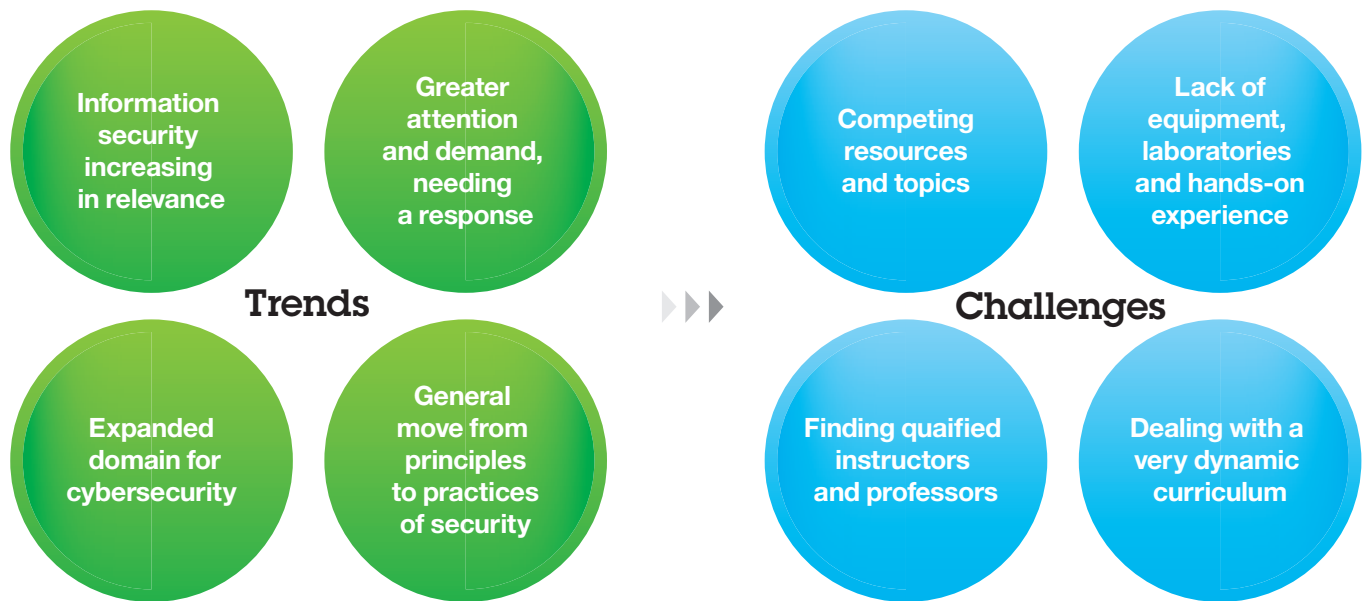 Information
security
increasing
in relevance
Greater
attention
and demand,
needing
a response
Trends
Expanded
domain for
cybersecurity
General
move from
principles
to practices
of security
Competing
resources
and topics
Lack of
equipment,
laboratories
and hands-on
experience
Challenges
Finding quaified
instructors
and professors
Dealing with a
very dynamic
curriculum